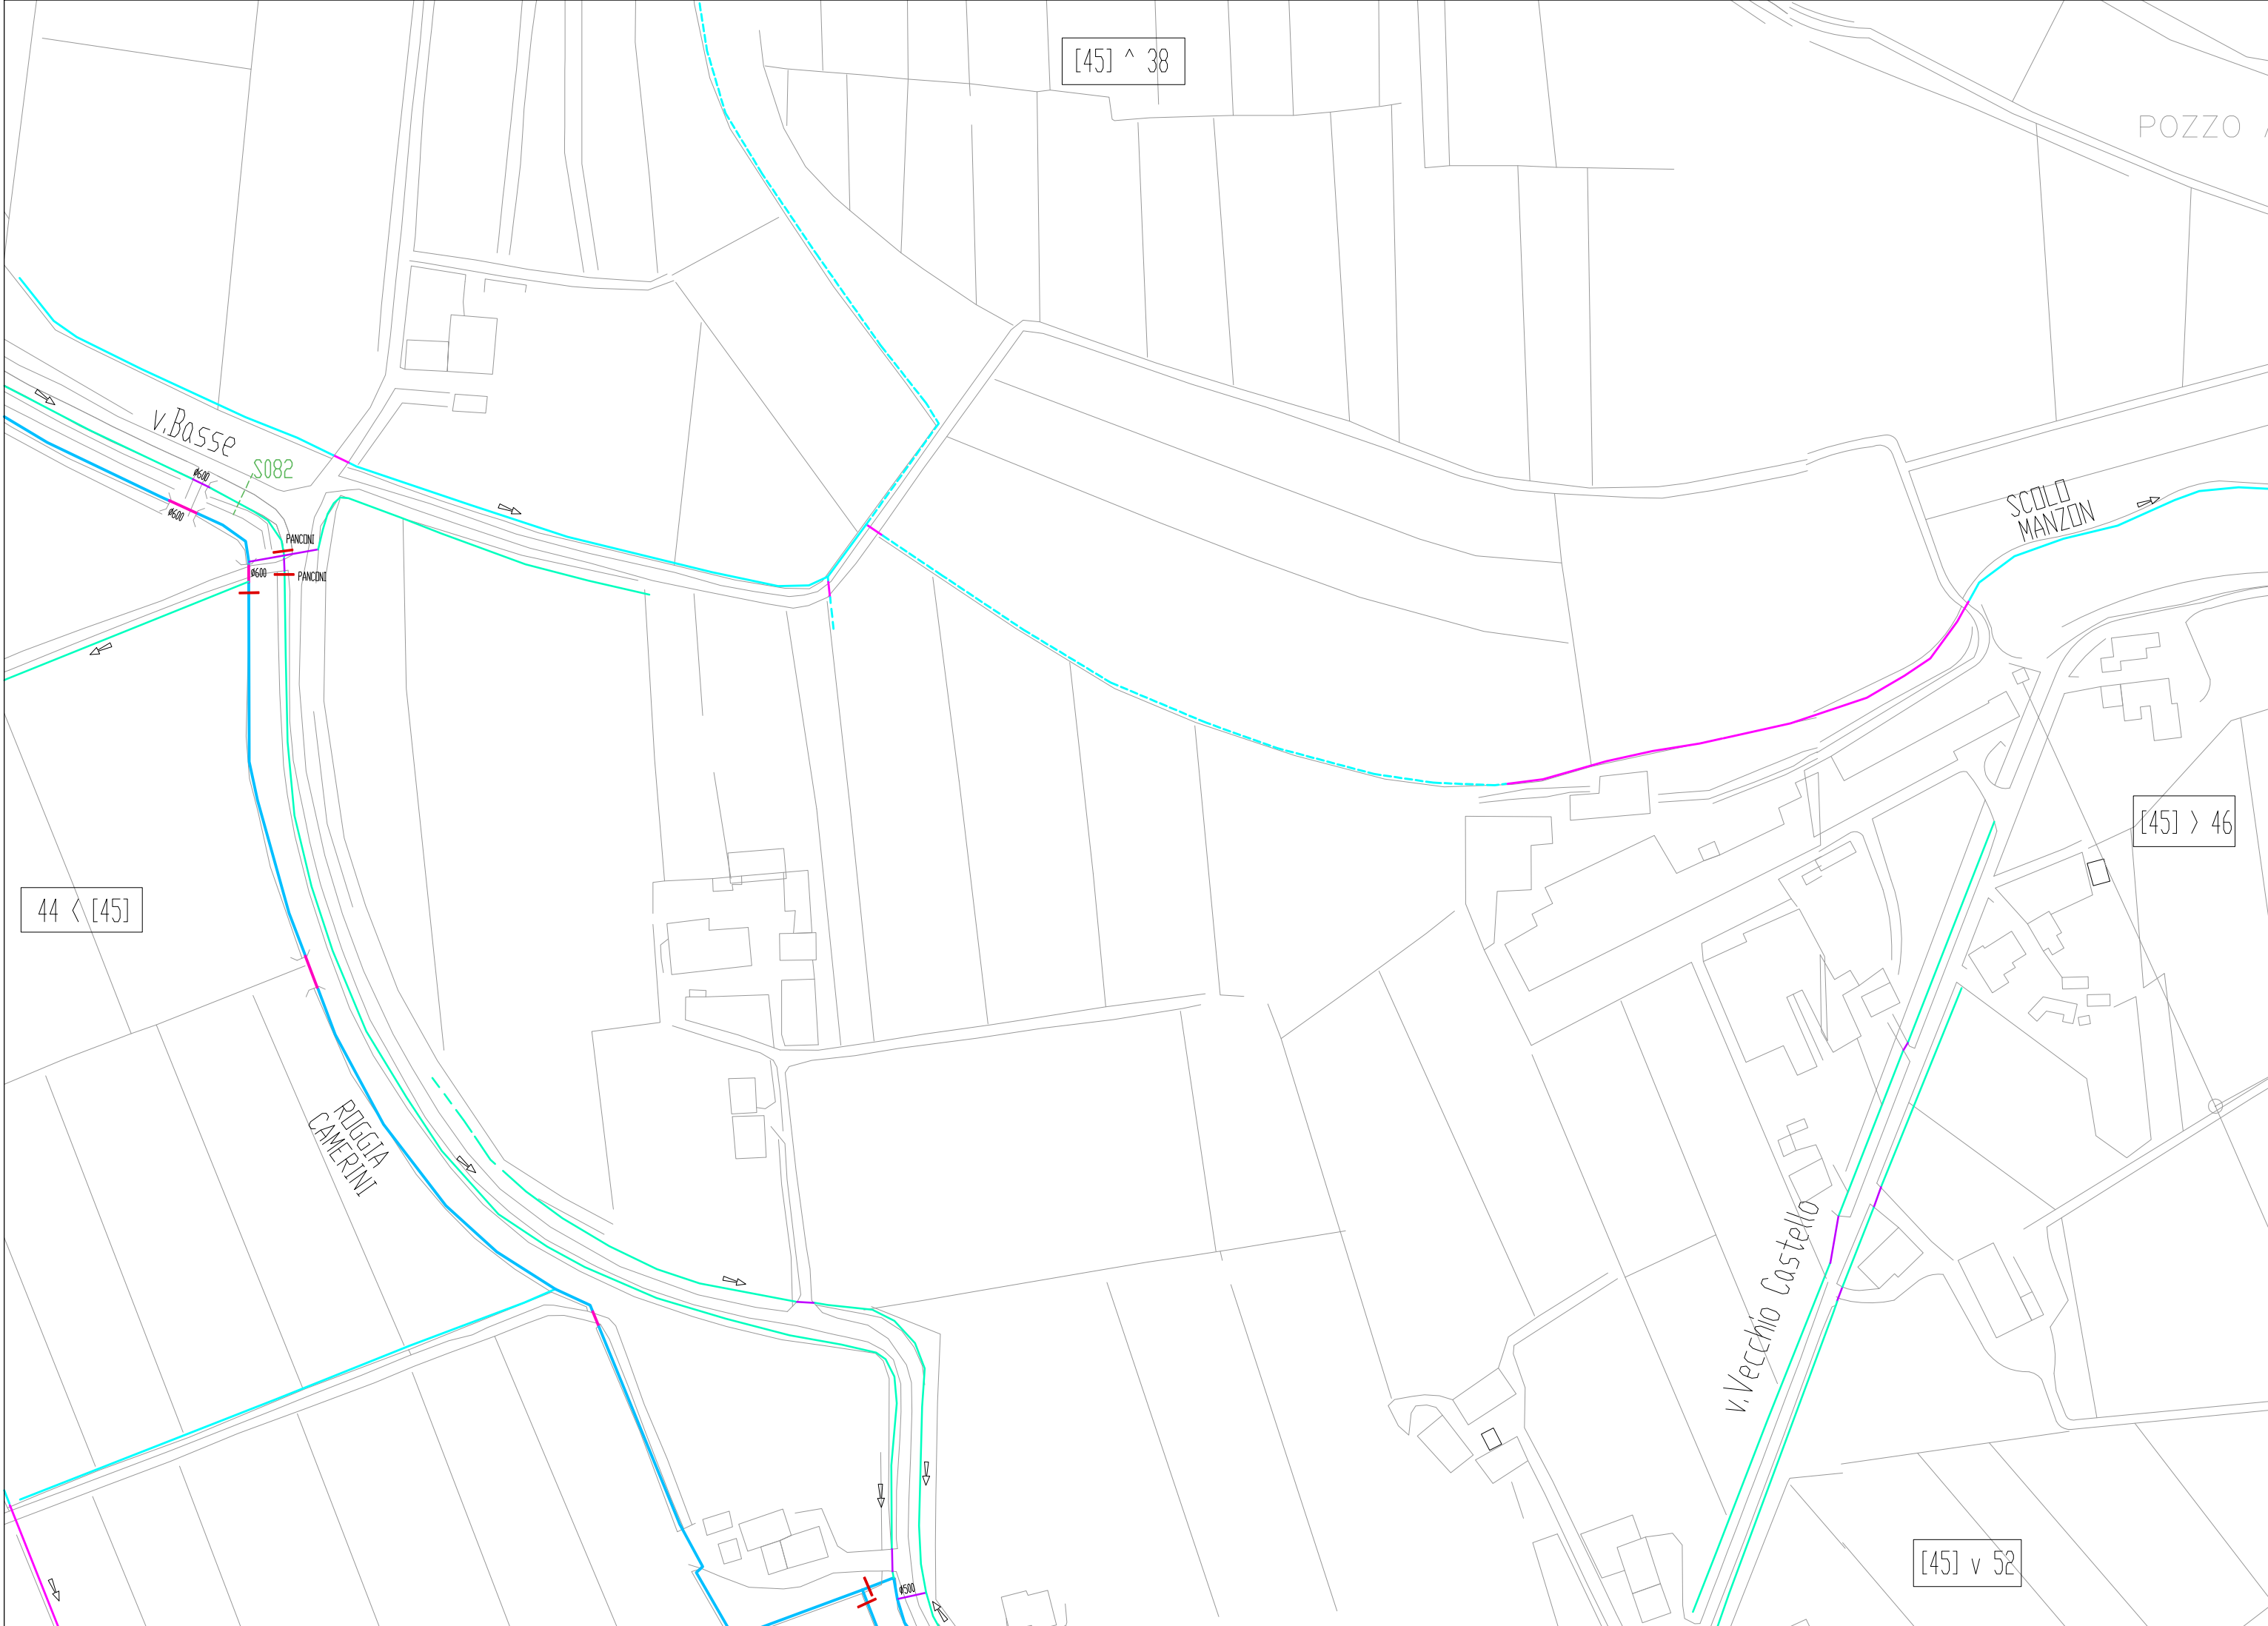 [45] ^ 38
POZZO
v.Basse
S082
Ø600
Ø600
PANCONI
Ø600
PANCONI
SCOLO
MANZON
[45] > 46
44 < [45]
ROGGIA
CAMERINI
v.Vecchio Castello
[45] v 52
Ø500